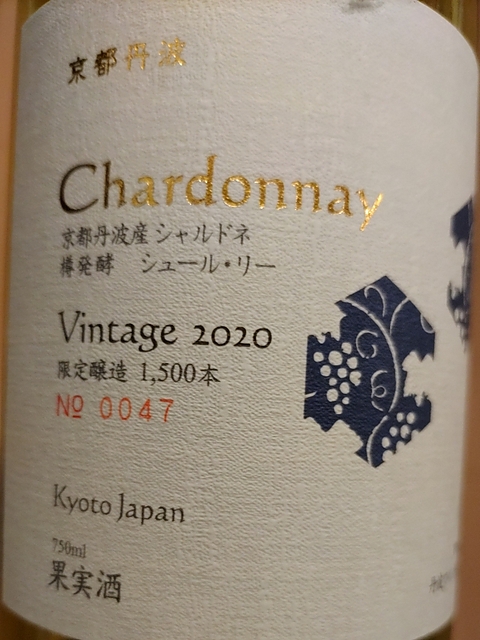 京都丹波
Chardonnay
京都丹波産シャルドネ
樽発酵　シュール・リー
Vintage 2020
限定醸造 1,500本
№ 0047
Kyoto Japan
750ml
果実酒